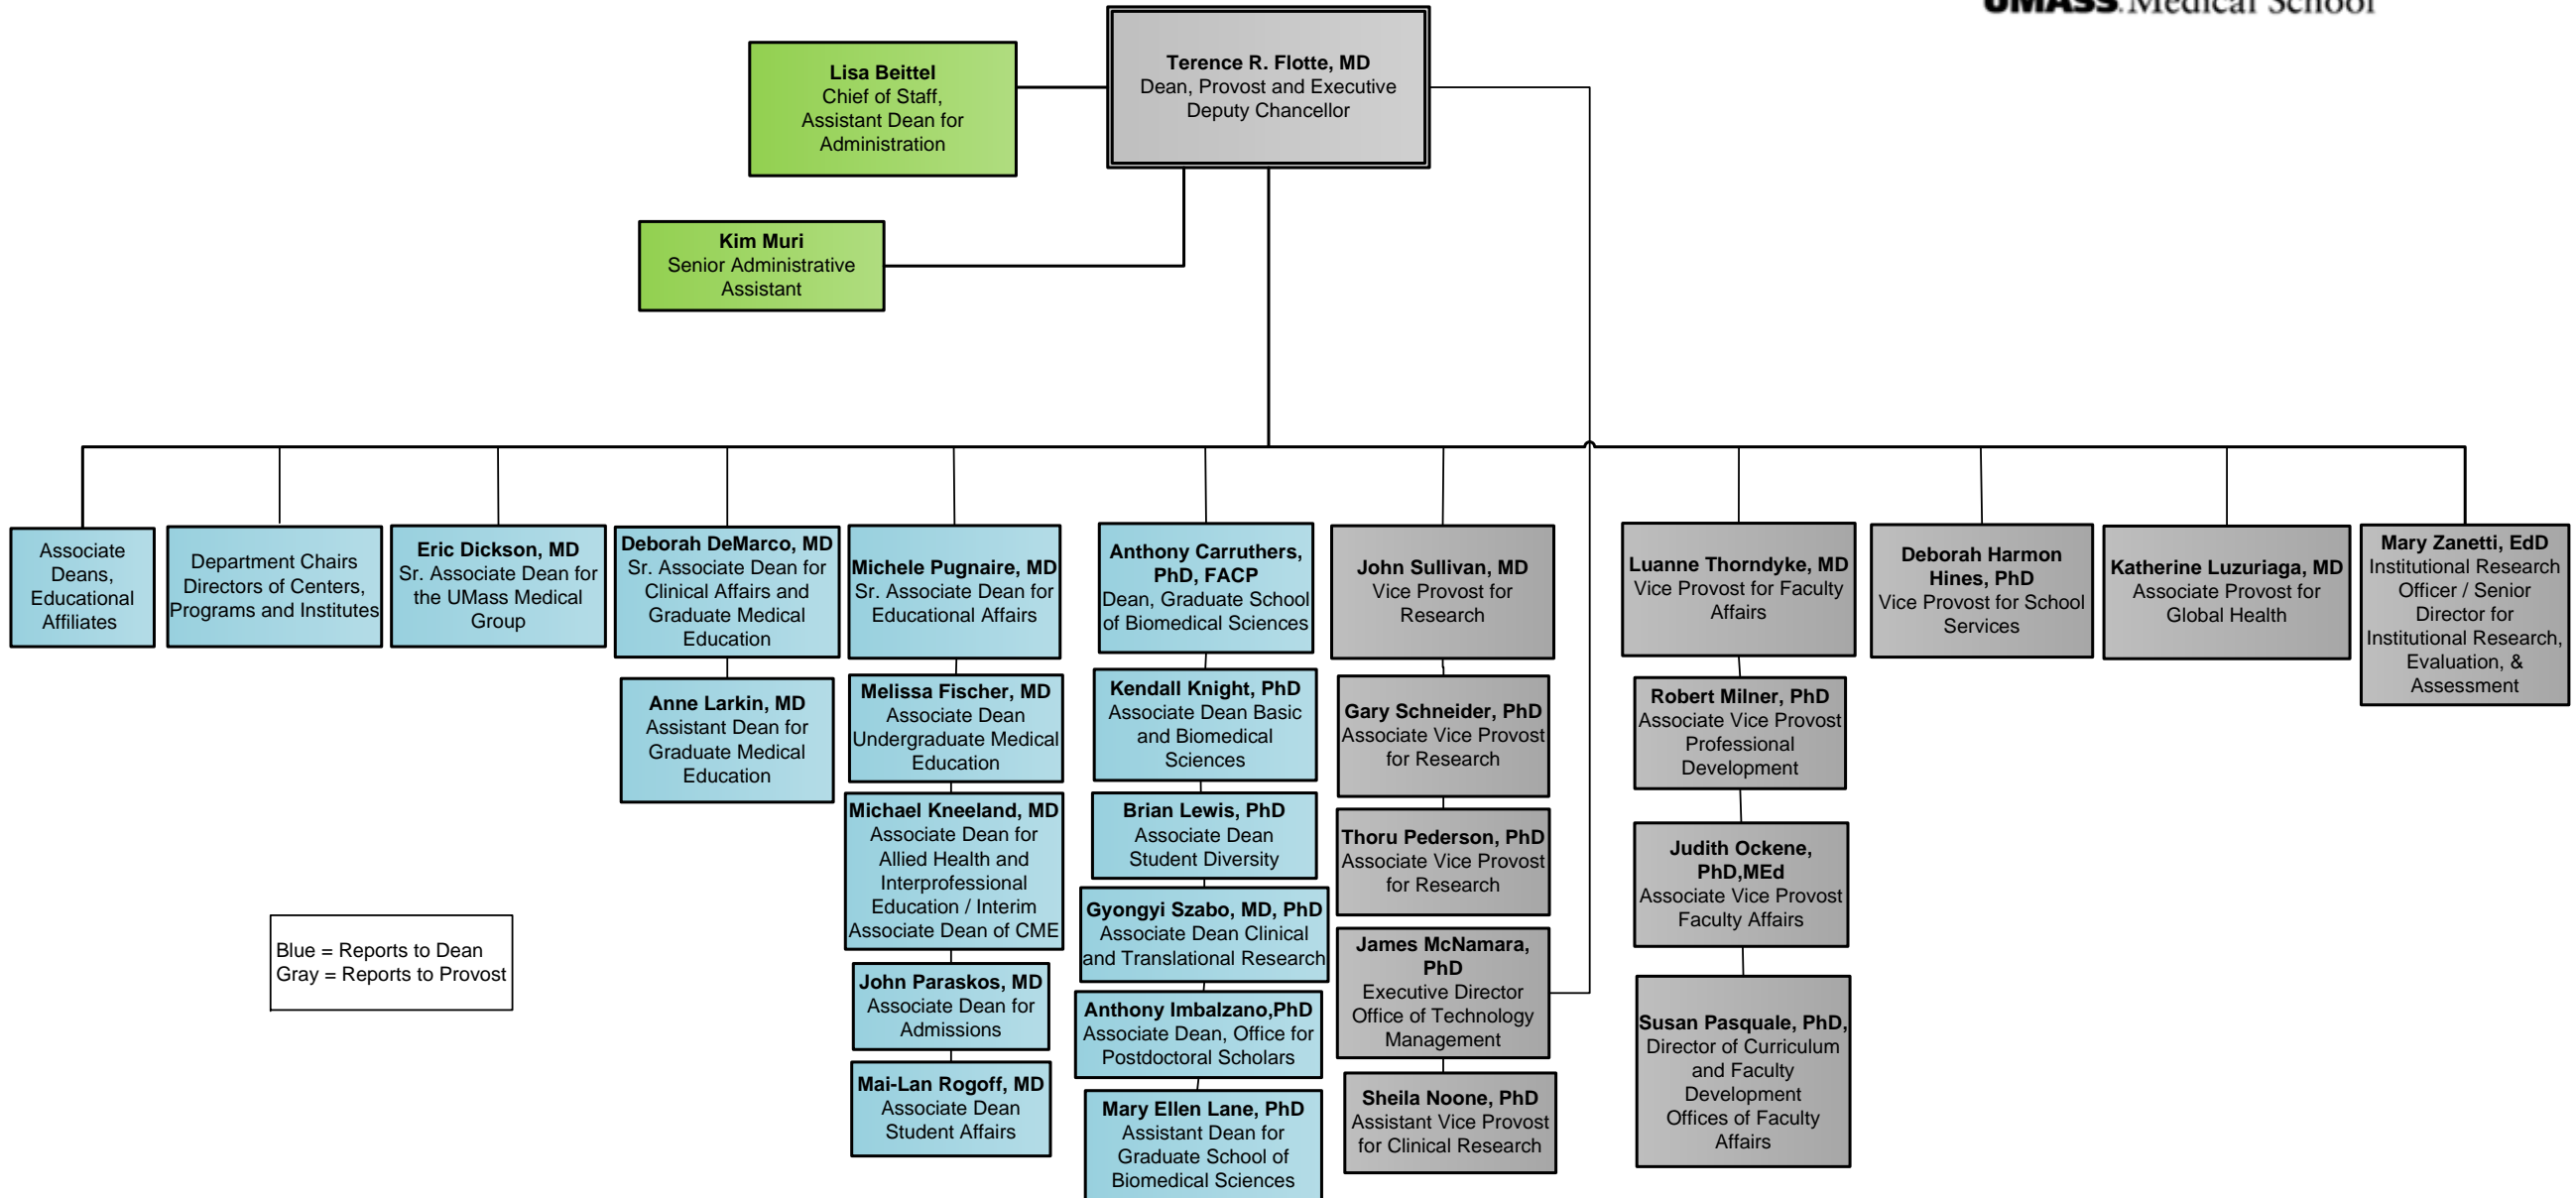 UMASS Medical School
Terence R. Flotte, MD
Dean, Provost and Executive
Deputy Chancellor
Lisa Beittel
Chief of Staff,
Assistant Dean for
Administration
Kim Muri
Senior Administrative
Assistant
Associate
Deans,
Educational
Affiliates
Department Chairs
Directors of Centers,
Programs and Institutes
Eric Dickson, MD
Sr. Associate Dean for
the UMass Medical
Group
Deborah DeMarco, MD
Sr. Associate Dean for
Clinical Affairs and
Graduate Medical
Education
Anne Larkin, MD
Assistant Dean for
Graduate Medical
Education
Michele Pugnaire, MD
Sr. Associate Dean for
Educational Affairs
Melissa Fischer, MD
Associate Dean
Undergraduate Medical
Education
Michael Kneeland, MD
Associate Dean for
Allied Health and
Interprofessional
Education / Interim
Associate Dean of CME
John Paraskos, MD
Associate Dean for
Admissions
Mai-Lan Rogoff, MD
Associate Dean
Student Affairs
Anthony Carruthers,
PhD, FACP
Dean, Graduate School
of Biomedical Sciences
Kendall Knight, PhD
Associate Dean Basic
and Biomedical
Sciences
Brian Lewis, PhD
Associate Dean
Student Diversity
Gyongyi Szabo, MD, PhD
Associate Dean Clinical
and Translational Research
Anthony Imbalzano,PhD
Associate Dean, Office for
Postdoctoral Scholars
Mary Ellen Lane, PhD
Assistant Dean for
Graduate School of
Biomedical Sciences
John Sullivan, MD
Vice Provost for
Research
Gary Schneider, PhD
Associate Vice Provost
for Research
Thoru Pederson, PhD
Associate Vice Provost
for Research
James McNamara,
PhD
Executive Director
Office of Technology
Management
Sheila Noone, PhD
Assistant Vice Provost
for Clinical Research
Luanne Thorndyke, MD
Vice Provost for Faculty
Affairs
Robert Milner, PhD
Associate Vice Provost
Professional
Development
Judith Ockene,
PhD,MEd
Associate Vice Provost
Faculty Affairs
Susan Pasquale, PhD,
Director of Curriculum
and Faculty
Development
Offices of Faculty
Affairs
Deborah Harmon
Hines, PhD
Vice Provost for School
Services
Katherine Luzuriaga, MD
Associate Provost for
Global Health
Mary Zanetti, EdD
Institutional Research
Officer / Senior
Director for
Institutional Research,
Evaluation, &
Assessment
Blue = Reports to Dean
Gray = Reports to Provost